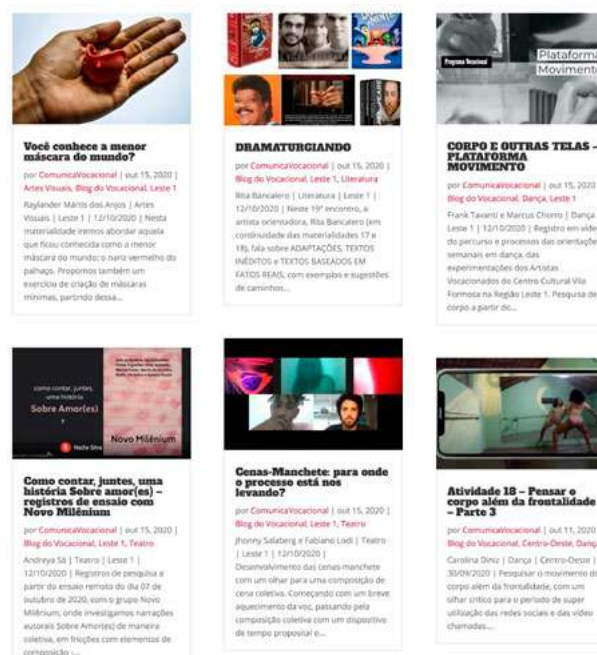 Você conhece a menor
máscara do mundo?
por ComunicaVocacional | out 15, 2020 |
Artes Visuais, Blog do Vocacional, Leste 1
Raylander Mártis dos Anjos | Artes
Visuais | Leste 1 | 12/10/2020 | Nesta
materialidade iremos abordar aquela
que ficou conhecida como a menor
máscara do mundo: o nariz vermelho do
palhaço. Propomos também um
exercício de criação de máscaras
mínimas, partindo dessa...
DRAMATURGIANDO
por ComunicaVocacional | out 15, 2020 |
Blog do Vocacional, Leste 1, Literatura
Rita Bancalero | Literatura | Leste 1 |
12/10/2020 | Neste 19º encontro, a
artista orientadora, Rita Bancalero (em
continuidade das materialidades 17 e
18), fala sobre ADAPTAÇÕES, TEXTOS
INÉDITOS e TEXTOS BASEADOS EM
FATOS REAIS, com exemplos e sugestões
de caminhos...
Programa Vocacional
Plataforma
Movimento
CORPO E OUTRAS TELAS –
PLATAFORMA
MOVIMENTO
por ComunicaVocacional | out 15, 2020
Blog do Vocacional, Dança, Leste 1
Frank Tavanti e Marcus Chorro | Dança
Leste 1 | 12/10/2020 | Registro em víde
do percurso e processos das orientaçõe
semanais em dança, das
experimentações dos Artistas
Vocacionados do Centro Cultural Vila
Formosa na Região Leste 1. Pesquisa de
corpo a partir do...
como contar, juntes,
uma história
Sobre Amor(es)
?
Novo Milênium
Como contar, juntes, uma
história Sobre amor(es) –
registros de ensaio com
Novo Milênium
por ComunicaVocacional | out 15, 2020 |
Blog do Vocacional, Leste 1, Teatro
Andreya Sá | Teatro | Leste 1 |
12/10/2020 | Registros de pesquisa a
partir do ensaio remoto do dia 07 de
outubro de 2020, com o grupo Novo
Milênium, onde investigamos narrações
autorais Sobre Amor(es) de maneira
coletiva, em fricções com elementos de
composição -...
Cenas-Manchete: para onde
o processo está nos
levando?
por ComunicaVocacional | out 15, 2020 |
Blog do Vocacional, Leste 1, Teatro
Jhonny Salaberg e Fabiano Lodi | Teatro
| Leste 1 | 12/10/2020 |
Desenvolvimento das cenas-manchete
com um olhar para uma composição de
cena coletiva. Começando com um breve
aquecimento da voz, passando pela
composição coletiva com um dispositivo
de tempo proposital e...
Atividade 18 – Pensar o
corpo além da frontalidade
– Parte 3
por ComunicaVocacional | out 11, 2020
Blog do Vocacional, Centro-Oeste, Danç
Carolina Diniz | Dança | Centro-Oeste |
30/09/2020 | Pesquisar o movimento do
corpo além da frontalidade, com um
olhar crítico para o período de super
utilização das redes sociais e das vídeo
chamadas....